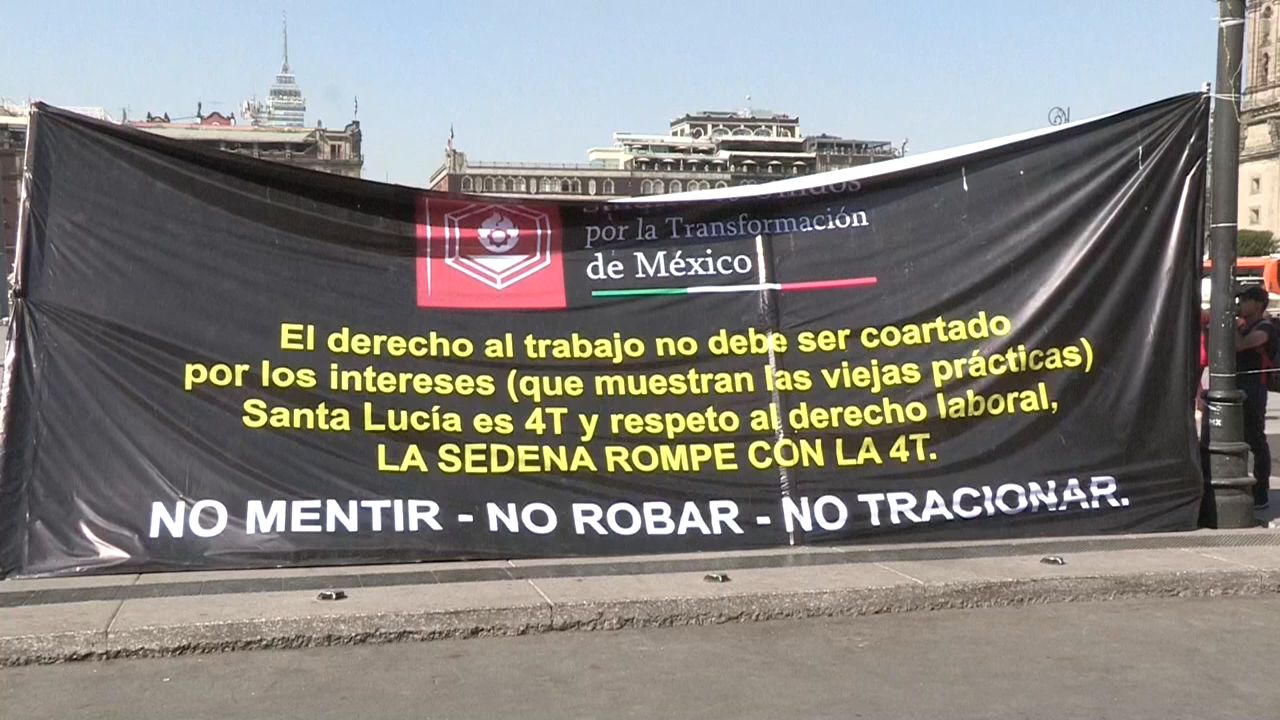 por la Transformación
de México
El derecho al trabajo no debe ser coartado
por los intereses (que muestran las viejas prácticas)
Santa Lucía es 4T y respeto al derecho laboral,
LA SEDENA ROMPE CON LA 4T.
NO MENTIR - NO ROBAR - NO TRACIONAR.